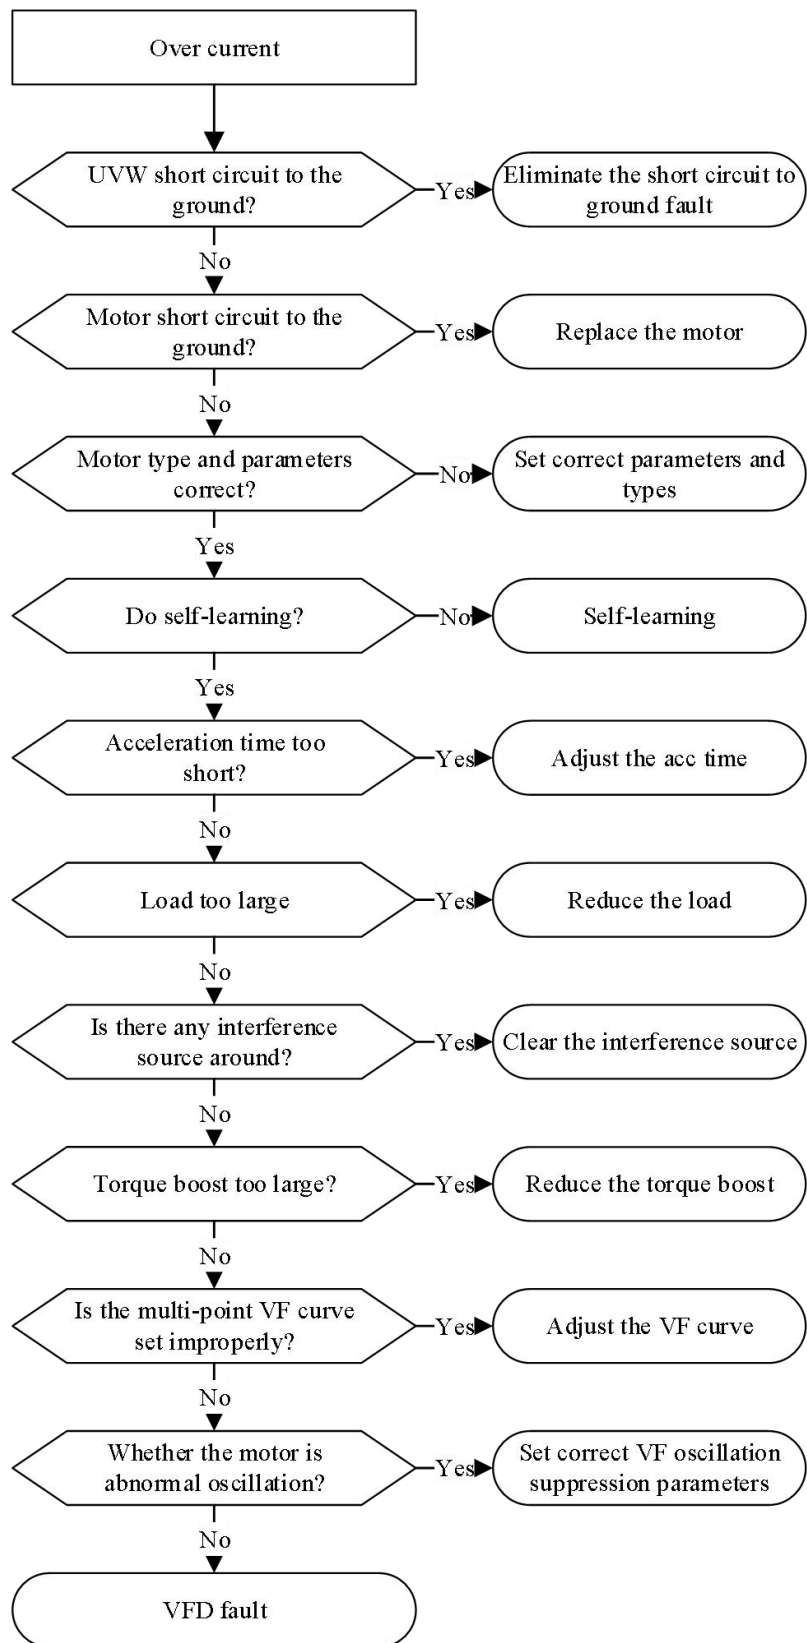 Over current
UVW short circuit to the
ground?
Yes
Eliminate the short circuit to
ground fault
No
Motor short circuit to the
ground?
Yes
Replace the motor
No
Motor type and parameters
correct?
No
Set correct parameters and
types
Yes
Do self-learning?
No
Self-learning
Yes
Acceleration time too
short?
Yes
Adjust the acc time
No
Load too large
Yes
Reduce the load
No
Is there any interference
source around?
Yes
Clear the interference source
No
Torque boost too large?
Yes
Reduce the torque boost
No
Is the multi-point VF curve
set improperly?
Yes
Adjust the VF curve
No
Whether the motor is
abnormal oscillation?
Yes
Set correct VF oscillation
suppression parameters
No
VFD fault